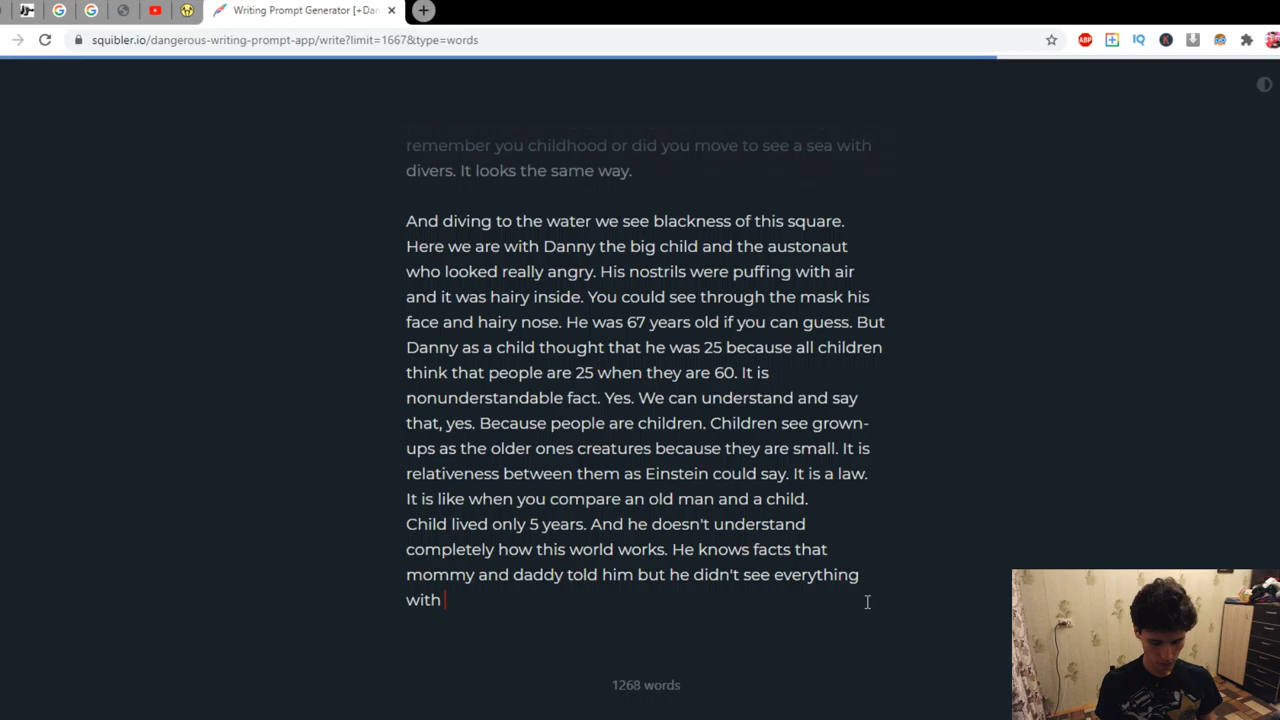 Writing Prompt Generator [+Dan
squibler.io/dangerous-writing-prompt-app/write?limit=1667&type=words
ABP
IQ
K
remember you childhood or did you move to see a sea with
divers. It looks the same way.
And diving to the water we see blackness of this square.
Here we are with Danny the big child and the austonaut
who looked really angry. His nostrils were puffing with air
and it was hairy inside. You could see through the mask his
face and hairy nose. He was 67 years old if you can guess. But
Danny as a child thought that he was 25 because all children
think that people are 25 when they are 60. It is
nonunderstandable fact. Yes. We can understand and say
that, yes. Because people are children. Children see grown-
ups as the older ones creatures because they are small. It is
relativeness between them as Einstein could say. It is a law.
It is like when you compare an old man and a child.
Child lived only 5 years. And he doesn't understand
completely how this world works. He knows facts that
mommy and daddy told him but he didn't see everything
with
1268 words